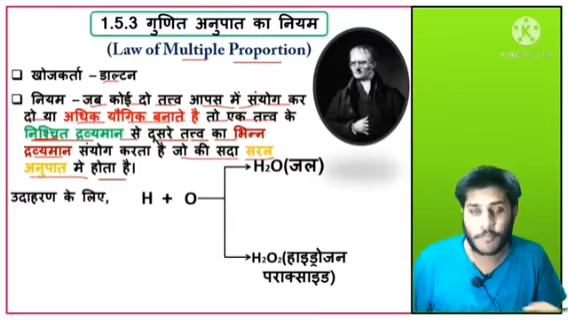 1.5.3 गुणित अनुपात का नियम
(Law of Multiple Proportion)
खोजकर्ता – डाल्टन
नियम – जब कोई दो तत्त्व आपस में संयोग कर
दो या अधिक यौगिक बनाते है तो एक तत्त्व के
निश्चित द्रव्यमान से दूसरे तत्त्व का भिन्न
द्रव्यमान संयोग करता है जो की सदा सरल
अनुपात मे होता है।
उदाहरण के लिए, H + O
H₂O(जल)
H₂O₂(हाइड्रोजन
पराक्साइड)